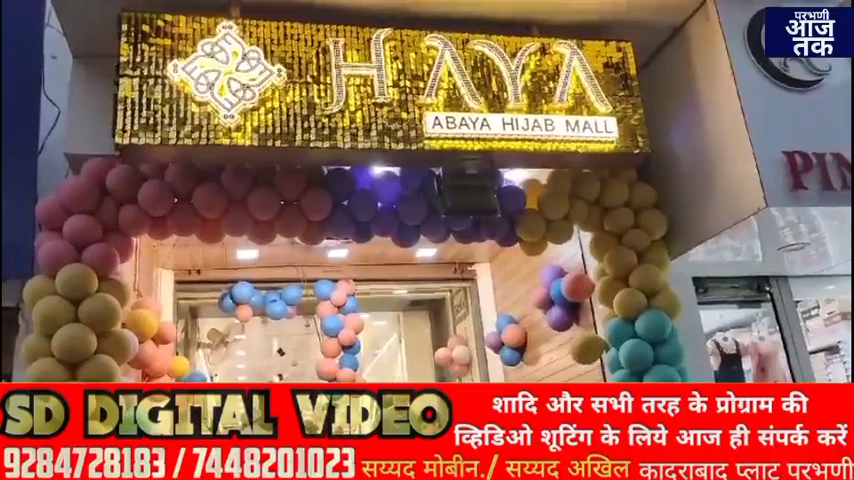 परभणी
आज
तक
HAYA
ABAYA HIJAB MALL
PIN
SD DIGITAL VIDEO
शादि और सभी तरह के प्रोग्राम की
व्हिडिओ शूटिंग के लिये आज ही संपर्क करें
9284728183 / 7448201023 सय्यद मोबीन./ सय्यद अखिल कादराबाद प्लाट परभणी